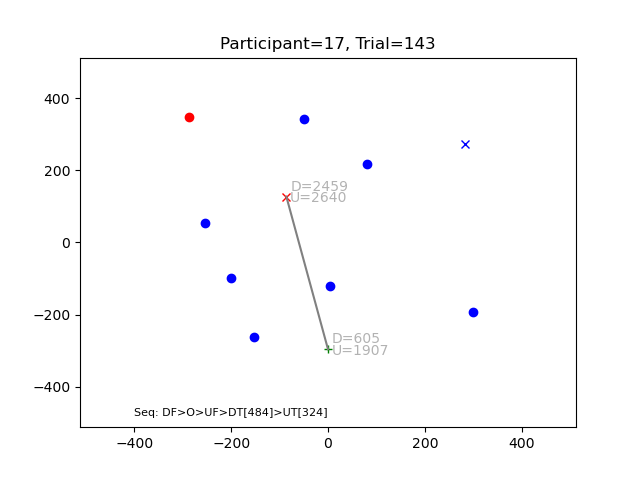 Participant=17, Trial=143
400
200
0
−200
−400
D=2459
U=2640
D=605
U=1907
Seq: DF>O>UF>DT[484]>UT[324]
−400
−200
0
200
400